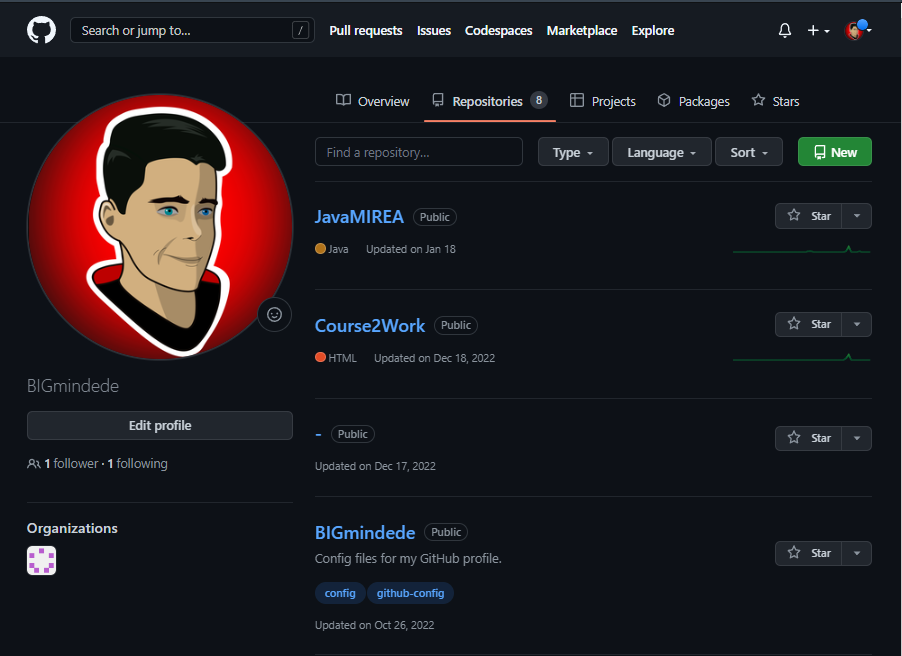 Search or jump to... /
Pull requests Issues Codespaces Marketplace Explore
Overview Repositories 8 Projects Packages Stars
Find a repository... Type Language Sort New
JavaMIREA Public Star
Java Updated on Jan 18
Course2Work Public Star
HTML Updated on Dec 18, 2022
- Public Star
Updated on Dec 17, 2022
BIGmindede Public Star
Config files for my GitHub profile.
config github-config
Updated on Oct 26, 2022
BIGmindede
Edit profile
1 follower · 1 following
Organizations